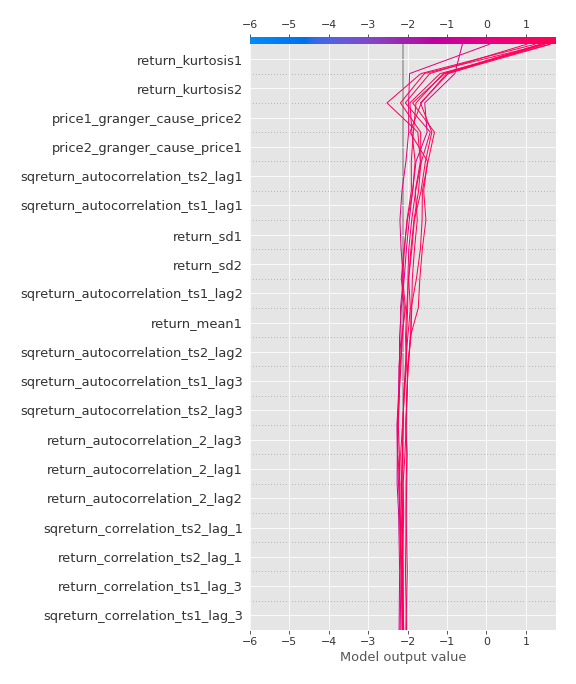 −6 −5 −4 −3 −2 −1 0 1
return_kurtosis1
return_kurtosis2
price1_granger_cause_price2
price2_granger_cause_price1
sqreturn_autocorrelation_ts2_lag1
sqreturn_autocorrelation_ts1_lag1
return_sd1
return_sd2
sqreturn_autocorrelation_ts1_lag2
return_mean1
sqreturn_autocorrelation_ts2_lag2
sqreturn_autocorrelation_ts1_lag3
sqreturn_autocorrelation_ts2_lag3
return_autocorrelation_2_lag3
return_autocorrelation_2_lag1
return_autocorrelation_2_lag2
sqreturn_correlation_ts2_lag_1
return_correlation_ts2_lag_1
return_correlation_ts1_lag_3
sqreturn_correlation_ts1_lag_3
−6 −5 −4 −3 −2 −1 0 1
Model output value